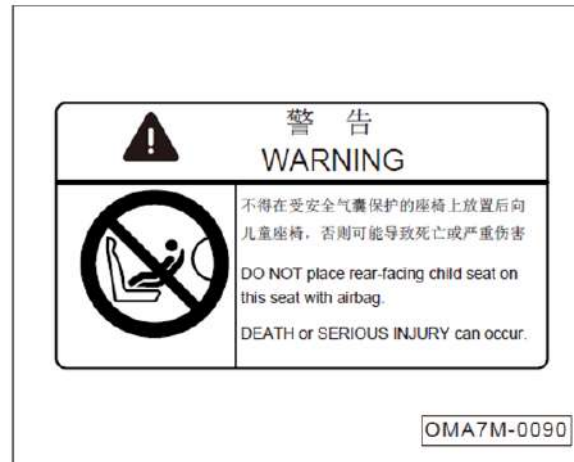 警 告
WARNING
不得在受安全气囊保护的座椅上放置后向
儿童座椅，否则可能导致死亡或严重伤害
DO NOT place rear-facing child seat on
this seat with airbag.
DEATH or SERIOUS INJURY can occur.
OMA7M-0090